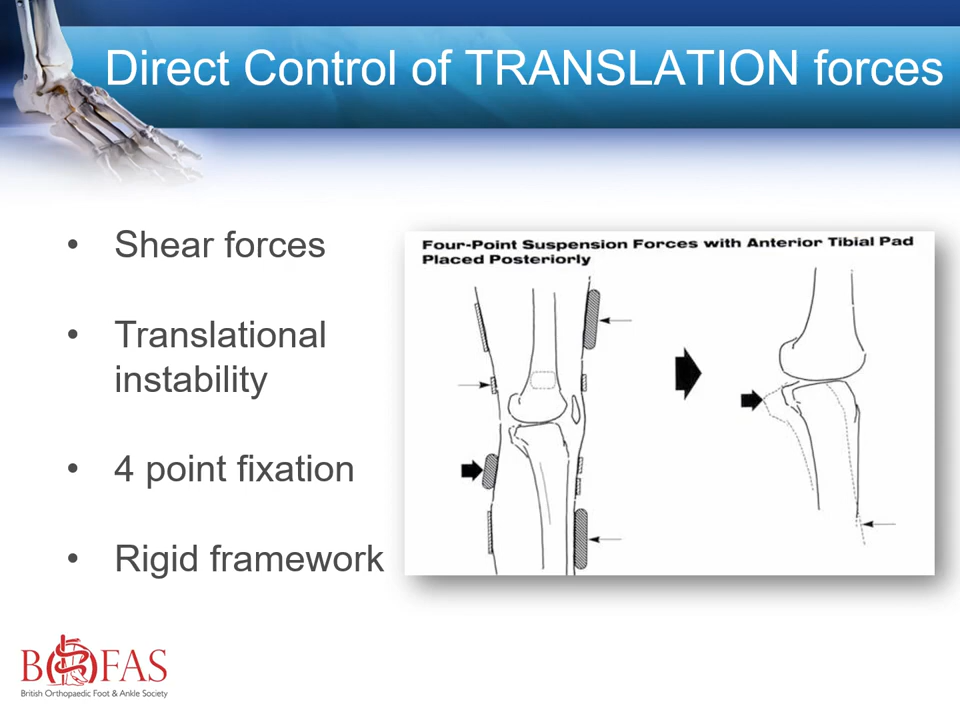 Direct Control of TRANSLATION forces
• Shear forces
• Translational
instability
• 4 point fixation
• Rigid framework
Four-Point Suspension Forces with Anterior Tibial Pad
Placed Posteriorly
BOFAS
British Orthopaedic Foot & Ankle Society